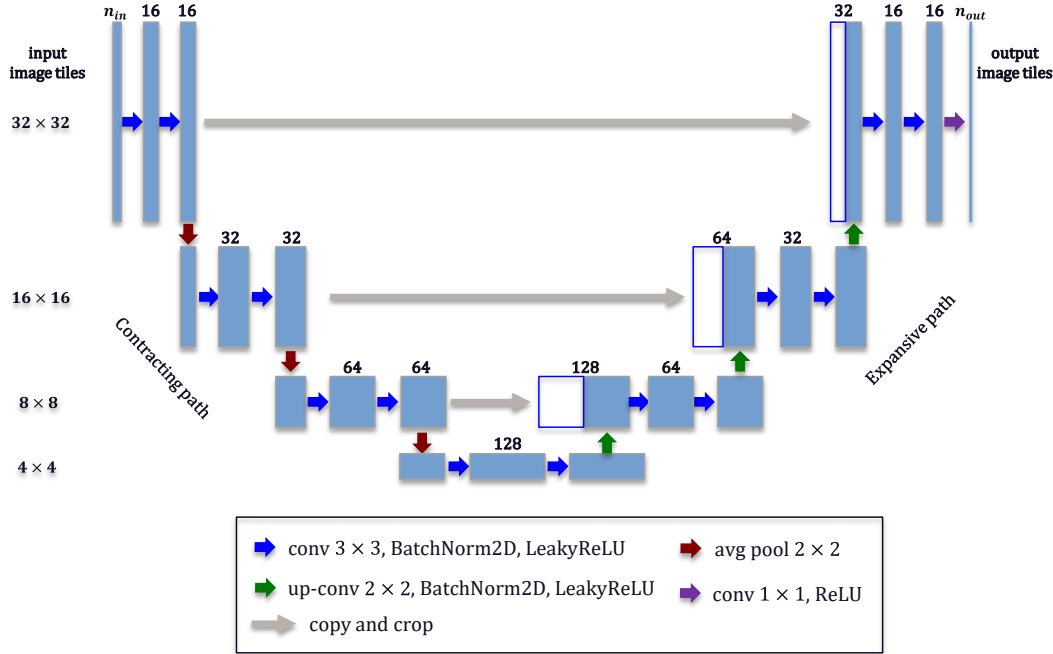 n_in 16 16 32 16 16 n_out
input
image tiles
output
image tiles
32 × 32
32 32 64 32
16 × 16
Contracting path
Expansive path
64 64 128 64
8 × 8
128
4 × 4
conv 3 × 3, BatchNorm2D, LeakyReLU
avg pool 2 × 2
up-conv 2 × 2, BatchNorm2D, LeakyReLU
conv 1 × 1, ReLU
copy and crop